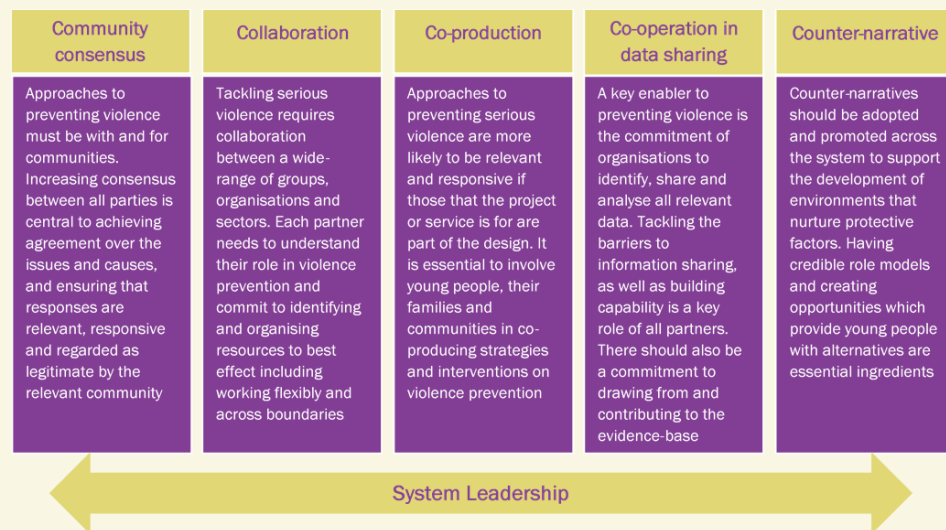 Community
consensus
Approaches to
preventing violence
must be with and for
communities.
Increasing consensus
between all parties is
central to achieving
agreement over the
issues and causes,
and ensuring that
responses are
relevant, responsive
and regarded as
legitimate by the
relevant community
Collaboration
Tackling serious
violence requires
collaboration
between a wide-
range of groups,
organisations and
sectors. Each partner
needs to understand
their role in violence
prevention and
commit to identifying
and organising
resources to best
effect including
working flexibly and
across boundaries
Co-production
Approaches to
preventing serious
violence are more
likely to be relevant
and responsive if
those that the project
or service is for are
part of the design. It
is essential to involve
young people, their
families and
communities in co-
producing strategies
and interventions on
violence prevention
Co-operation in
data sharing
A key enabler to
preventing violence is
the commitment of
organisations to
identify, share and
analyse all relevant
data. Tackling the
barriers to
information sharing,
as well as building
capability is a key
role of all partners.
There should also be
a commitment to
drawing from and
contributing to the
evidence-base
Counter-narrative
Counter-narratives
should be adopted
and promoted across
the system to support
the development of
environments that
nurture protective
factors. Having
credible role models
and creating
opportunities which
provide young people
with alternatives are
essential ingredients
System Leadership